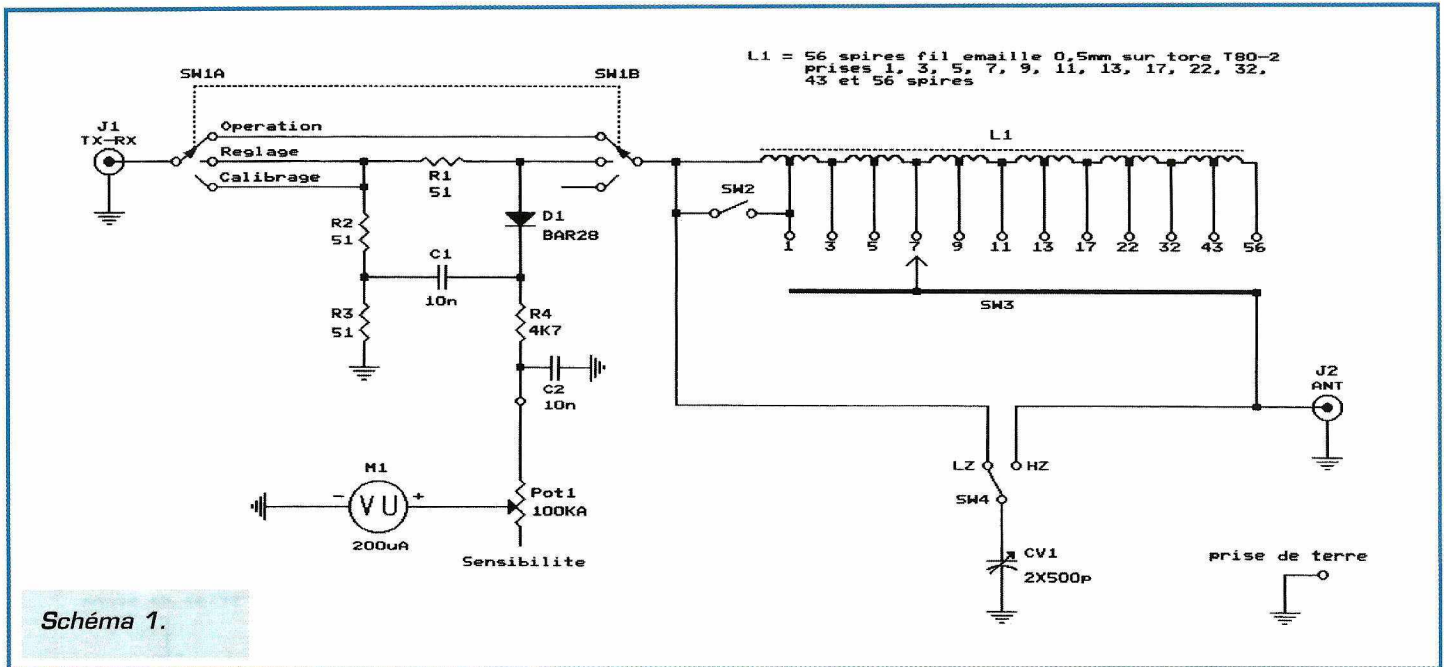 L1 = 56 spires fil emaille 0,5mm sur tore T80-2
prises 1, 3, 5, 7, 9, 11, 13, 17, 22, 32,
43 et 56 spires
SW1A
SW1B
J1
TX-RX
Operation
Reglage
Calibrage
R1
51
L1
SW2
D1
BAR28
R2
51
C1
10n
1 3 5 7 9 11 13 17 22 32 43 56
SW3
R3
51
R4
4K7
C2
10n
J2
ANT
LZ
HZ
SW4
M1
- VU +
200uA
Pot1
100KA
Sensibilite
CV1
2X500p
prise de terre
Schéma 1.